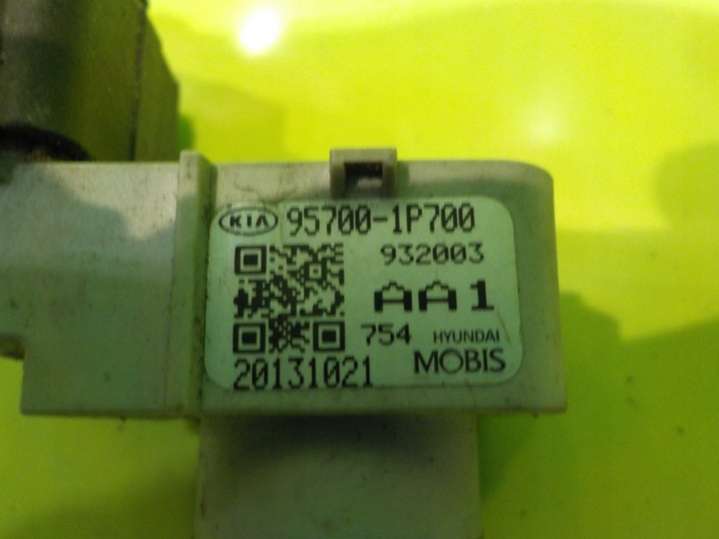 KIA 95700-1P700
932003
AA1
754 HYUNDAI
20131021 MOBIS